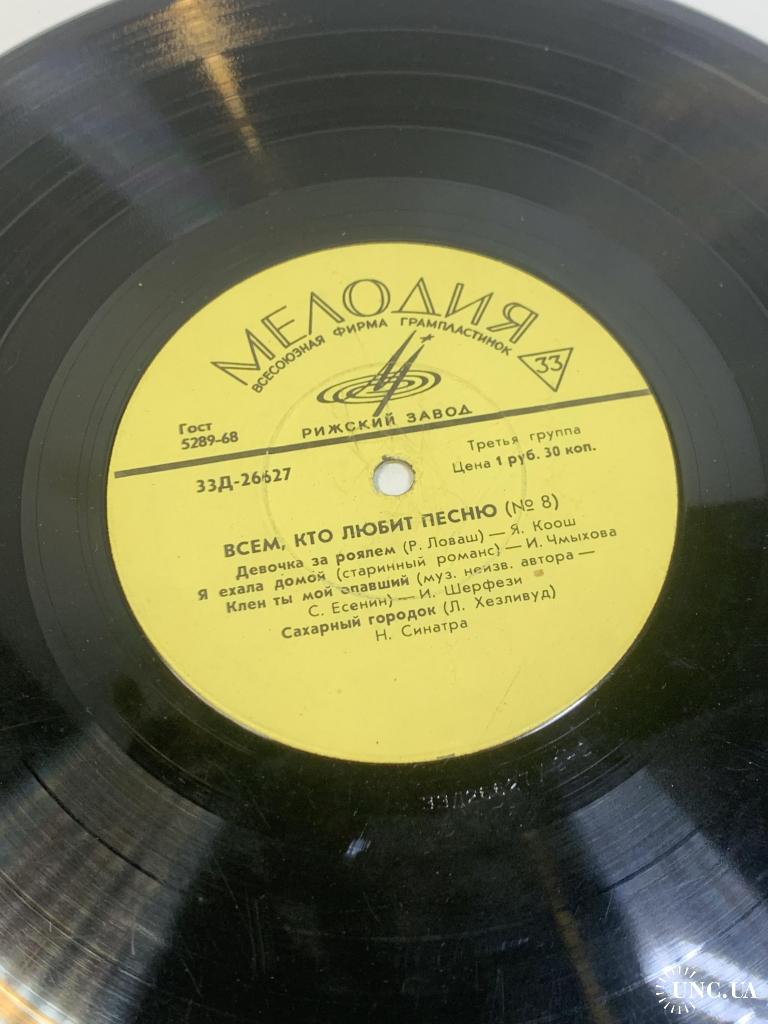 МЕЛОДИЯ
ВСЕСОЮЗНАЯ ФИРМА ГРАМПЛАСТИНОК
33
РИЖСКИЙ ЗАВОД
Гост
5289-68
Третья группа
Цена 1 руб. 30 коп.
33Д-26627
ВСЕМ, КТО ЛЮБИТ ПЕСНЮ (№ 8)
Девочка за роялем (Р. Ловаш) — Я. Коош
Я ехала домой (старинный романс) — И. Чмыхова
Клен ты мой опавший (муз. неизв. автора —
С. Есенин) — И. Шерфези
Сахарный городок (Л. Хезливуд)
Н. Синатра
UNC.UA